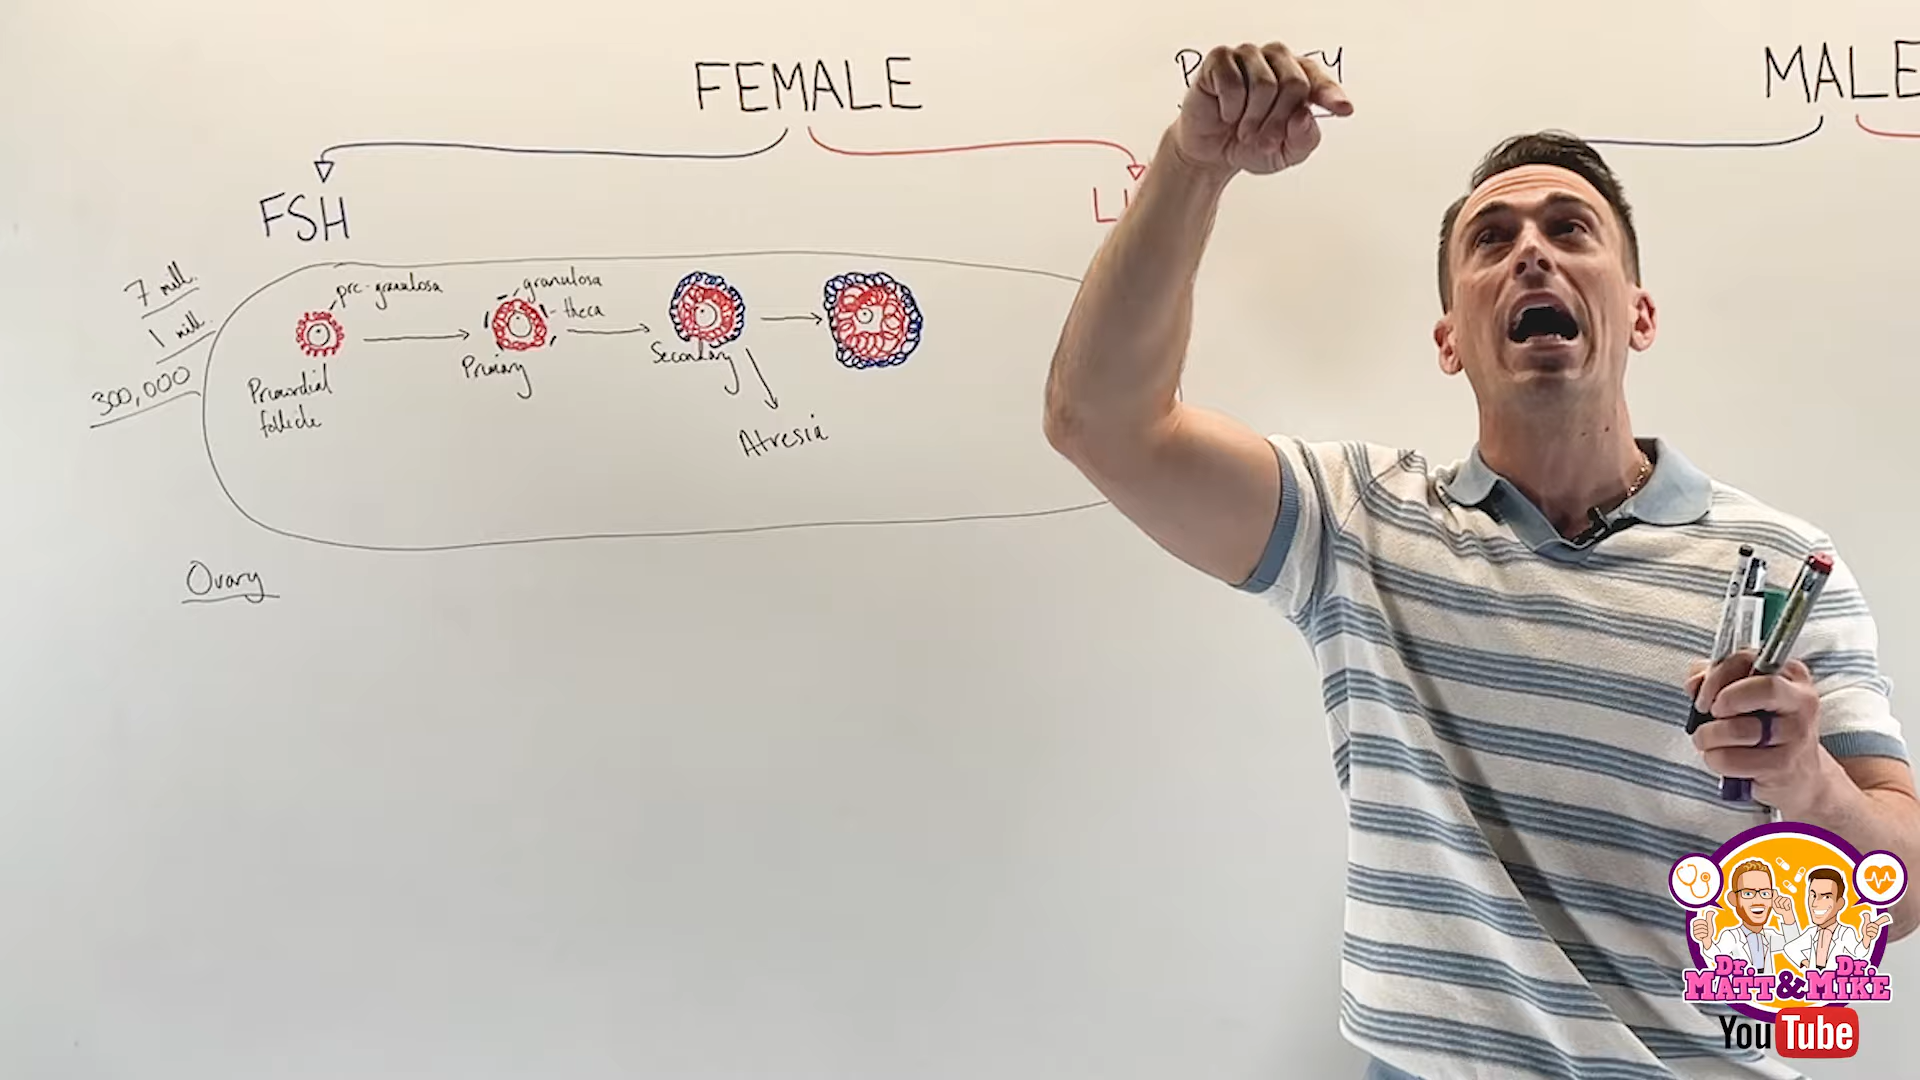 FEMALE
MALE
FSH
7 mill.
1 mill.
300,000
pre-granulosa
granulosa
theca
Primordial
follicle
Primary
Secondary
Atresia
Ovary
Dr. Dr.
MATT & MIKE
YouTube